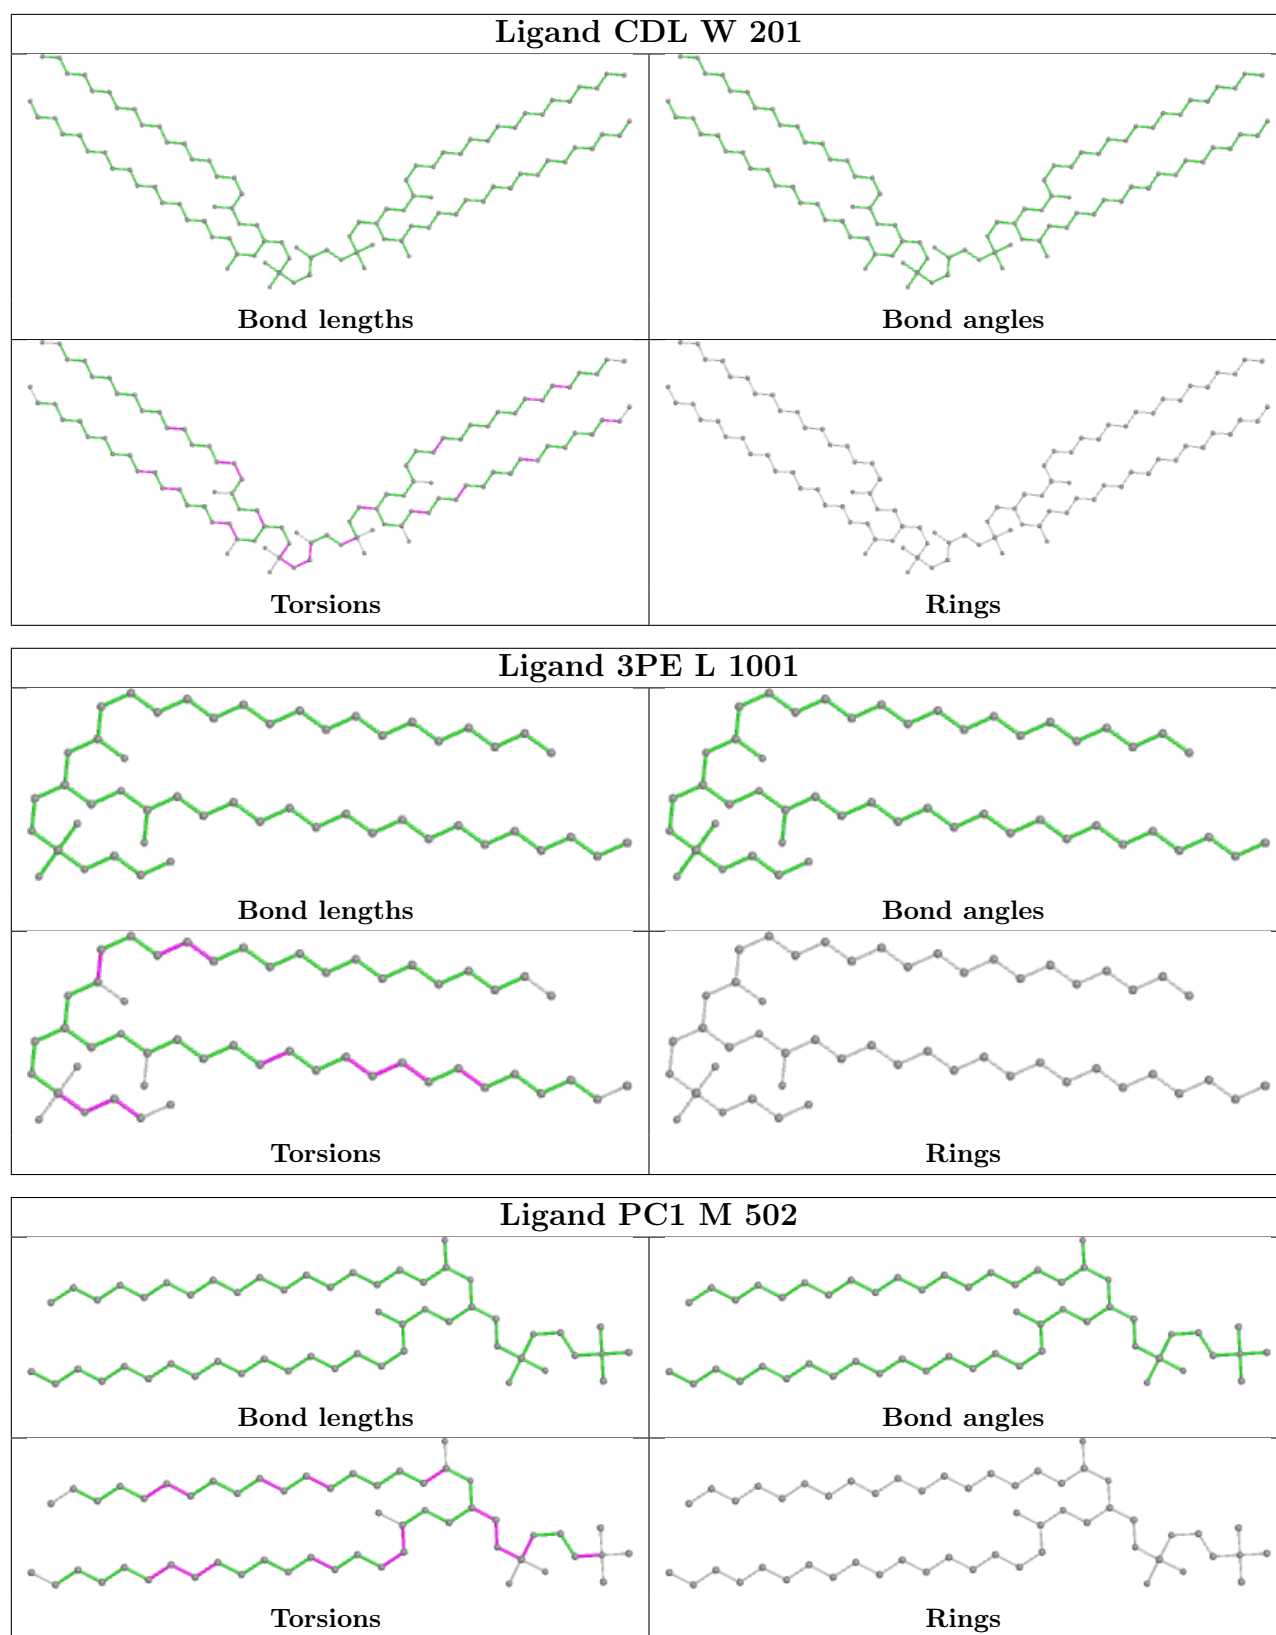 Ligand CDL W 201
Bond lengths
Bond angles
Torsions
Rings
Ligand 3PE L 1001
Bond lengths
Bond angles
Torsions
Rings
Ligand PC1 M 502
Bond lengths
Bond angles
Torsions
Rings